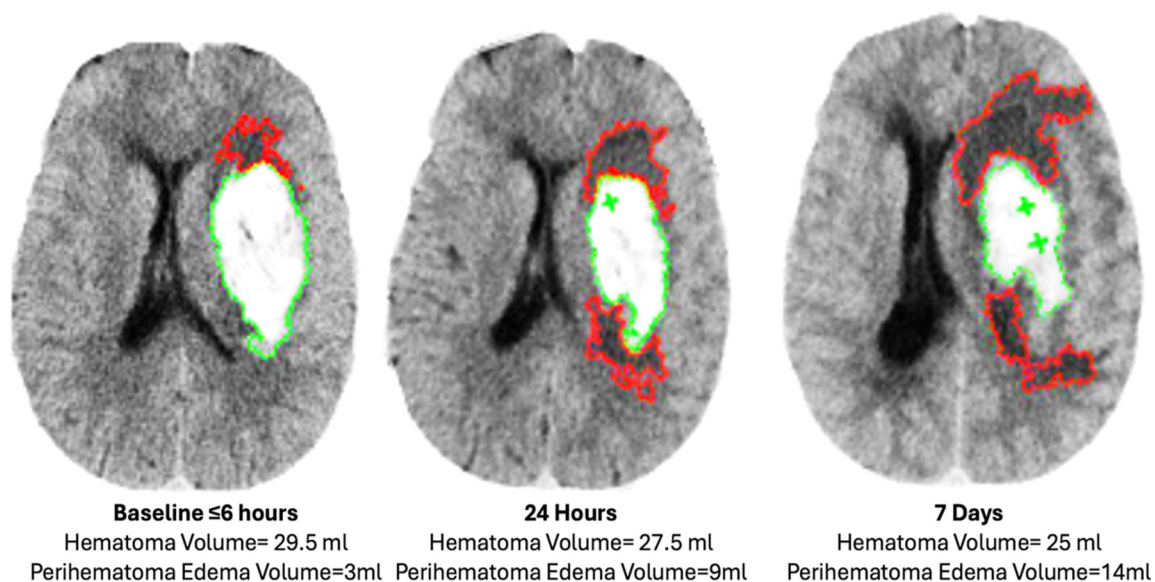 Baseline ≤6 hours
Hematoma Volume= 29.5 ml
Perihematoma Edema Volume=3ml
24 Hours
Hematoma Volume= 27.5 ml
Perihematoma Edema Volume=9ml
7 Days
Hematoma Volume= 25 ml
Perihematoma Edema Volume=14ml